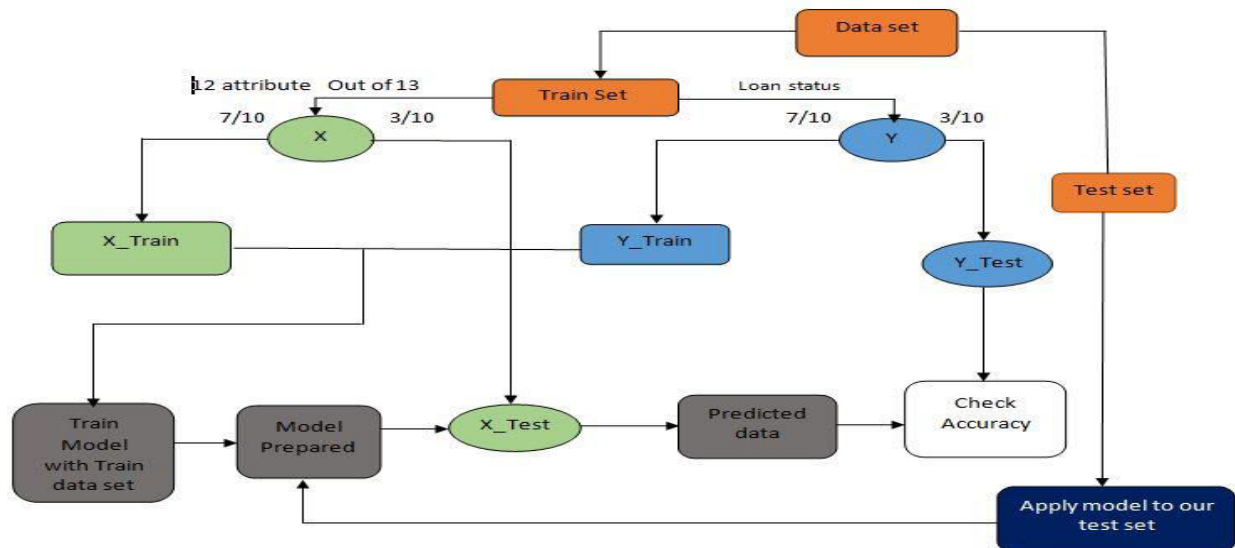 Data set
12 attribute Out of 13
Train Set
Loan status
7/10
X
3/10
7/10
Y
3/10
Test set
X_Train
Y_Train
Y_Test
Train
Model
with Train
data set
Model
Prepared
X_Test
Predicted
data
Check
Accuracy
Apply model to our
test set